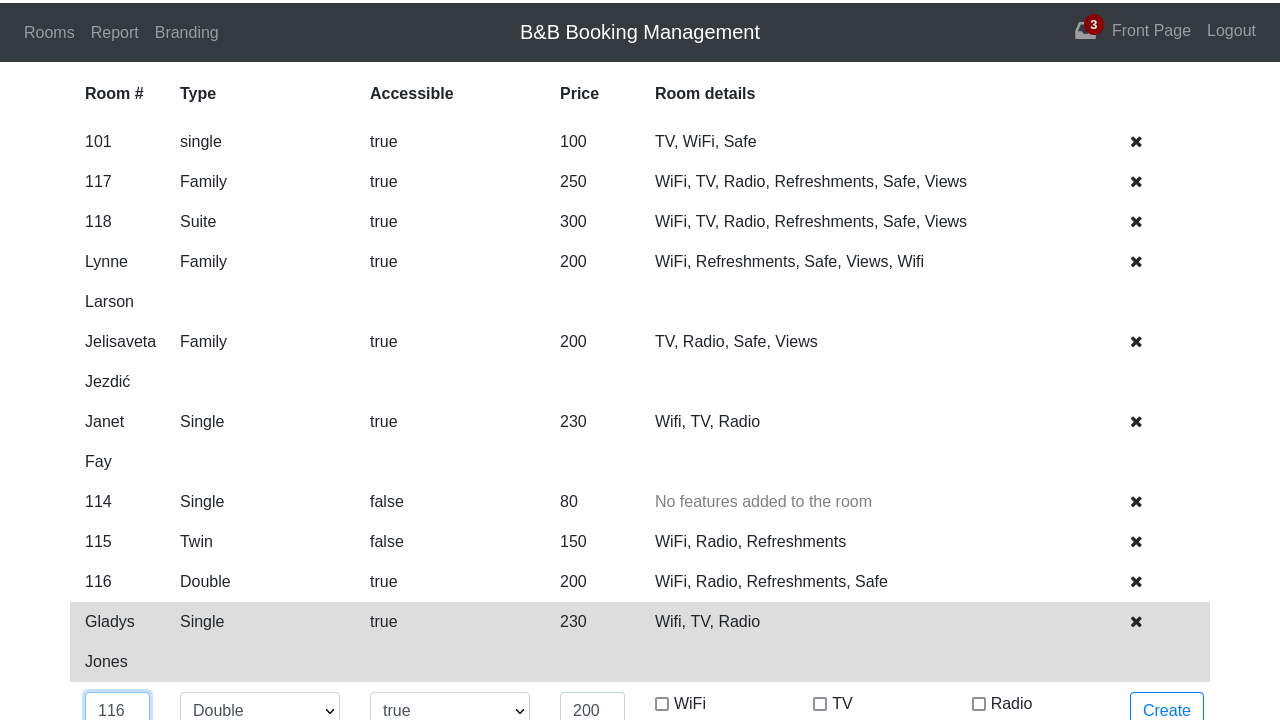 Rooms Report Branding B&B Booking Management 3 Front Page Logout
Room # Type Accessible Price Room details
101 single true 100 TV, WiFi, Safe
117 Family true 250 WiFi, TV, Radio, Refreshments, Safe, Views
118 Suite true 300 WiFi, TV, Radio, Refreshments, Safe, Views
Lynne Family true 200 WiFi, Refreshments, Safe, Views, Wifi
Larson
Jelisaveta Family true 200 TV, Radio, Safe, Views
Jezdić
Janet Single true 230 Wifi, TV, Radio
Fay
114 Single false 80 No features added to the room
115 Twin false 150 WiFi, Radio, Refreshments
116 Double true 200 WiFi, Radio, Refreshments, Safe
Gladys Single true 230 Wifi, TV, Radio
Jones
116 Double true 200 WiFi TV Radio Create